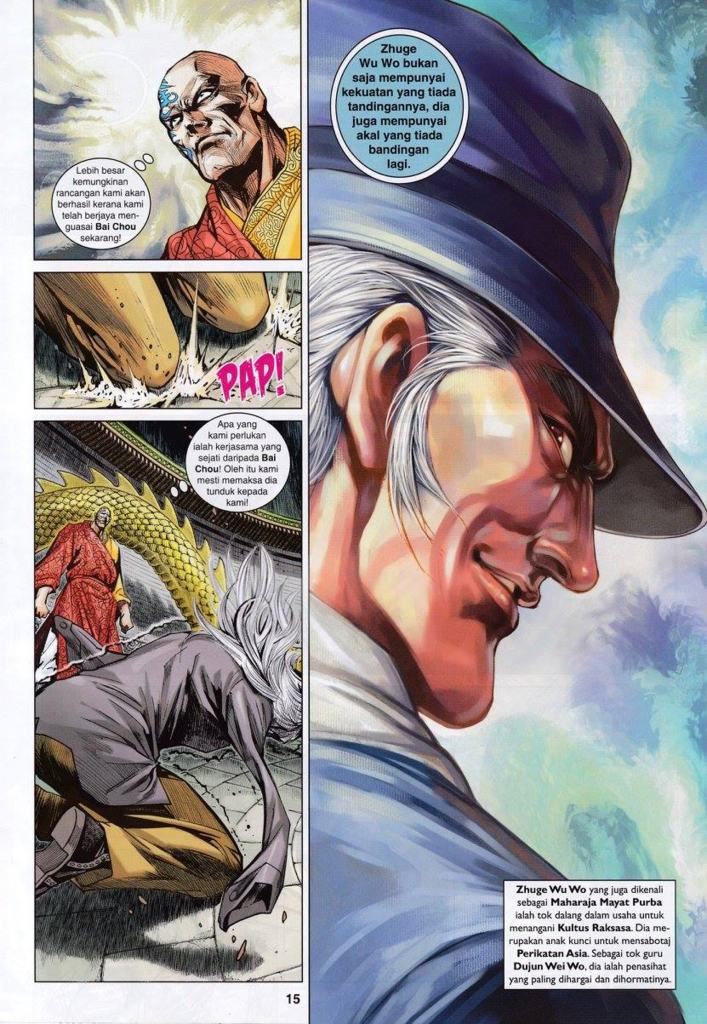 Lebih besar
kemungkinan
rancangan kami akan
berhasil kerana kami
telah berjaya men-
guasai Bai Chou
sekarang!
PAP!
Apa yang
kami perlukan
ialah kerjasama yang
sejati daripada Bai
Chou! Oleh itu kami
mesti memaksa dia
tunduk kepada
kami!
Zhuge
Wu Wo bukan
saja mempunyai
kekuatan yang tiada
tandingannya, dia
juga mempunyai
akal yang tiada
bandingan
lagi.
Zhuge Wu Wo yang juga dikenali
sebagai Maharaja Mayat Purba
ialah tok dalang dalam usaha untuk
menangani Kultus Raksasa. Dia me-
rupakan anak kunci untuk mensabotaj
Perikatan Asia. Sebagai tok guru
Dujun Wei Wo, dia ialah penasihat
yang paling dihargai dan dihormatinya.
15